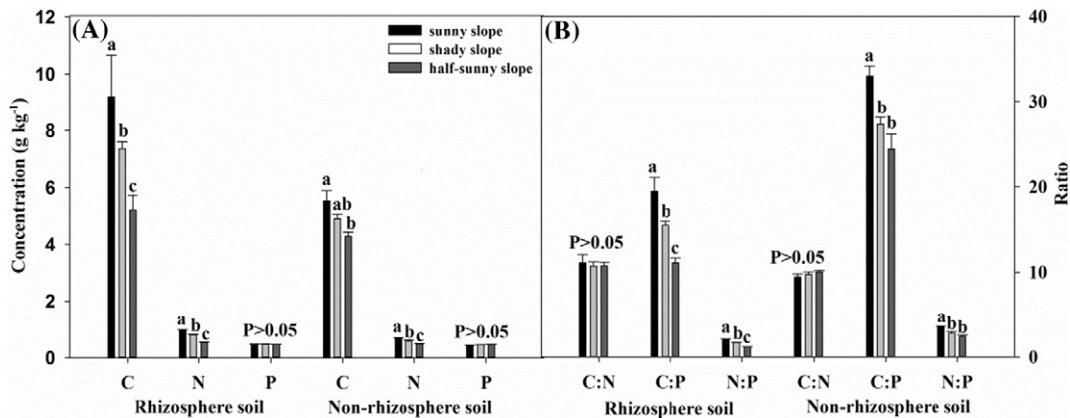 (A)
Concentration (g kg-1)
12
10
8
6
4
2
0
sunny slope
shady slope
half-sunny slope
a
b
c
a b c
P>0.05
a
ab
b
a b c
P>0.05
C N P C N P
Rhizosphere soil Non-rhizosphere soil
(B)
P>0.05
a
b
c
a b c
P>0.05
a
b
b
a b b
C:N C:P N:P C:N C:P N:P
Rhizosphere soil Non-rhizosphere soil
40
30
20
10
0
Ratio